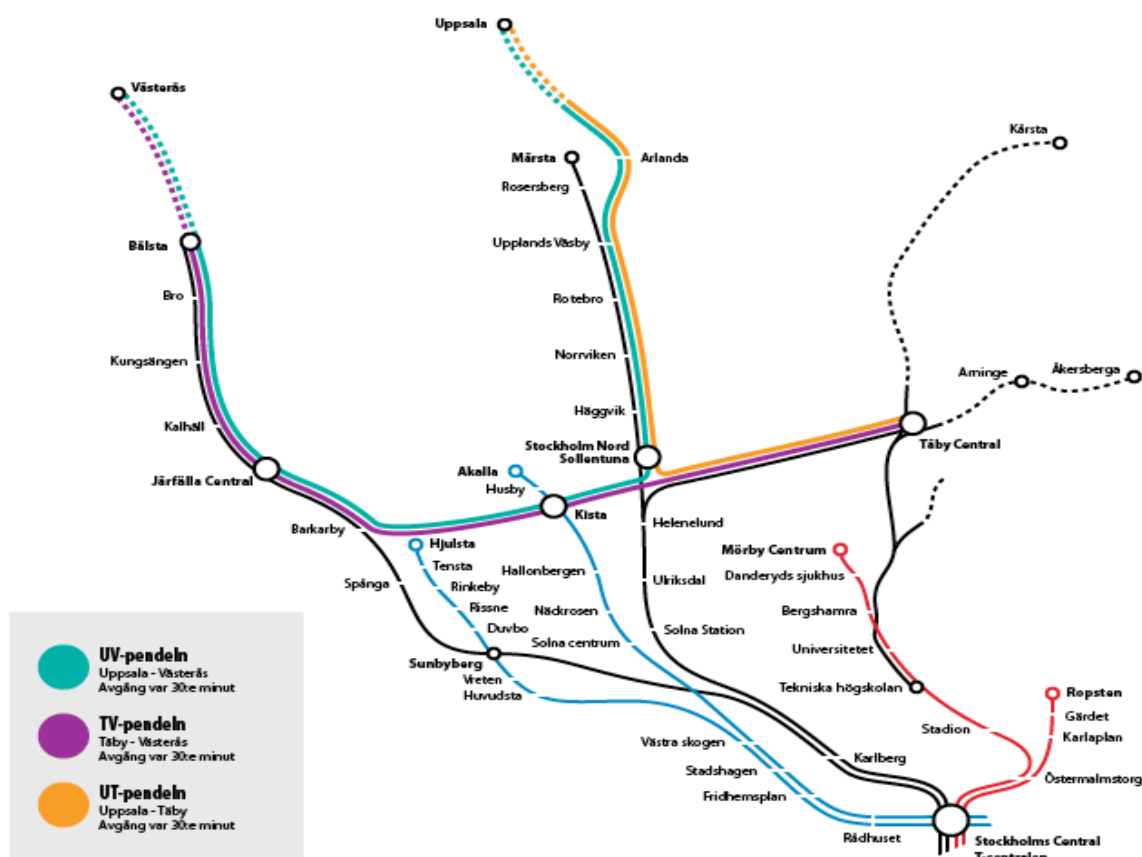 Uppsala
Västerås
Kårsta
Märsta
Arlanda
Rosersberg
Bålsta
Upplands Väsby
Bro
Rotebro
Kungsängen
Norrviken
Arninge
Åkersberga
Kalhäll
Häggvik
Stockholm Nord
Sollentuna
Täby Central
Järfälla Central
Akalla
Husby
Kista
Barkarby
Helenelund
Hjulsta
Mörby Centrum
Tensta
Hallonbergen
Danderyds sjukhus
Spånga
Rinkeby
Ulriksdal
Rissne
Näckrosen
Bergshamra
Duvbo
Solna centrum
Solna Station
Universitetet
Sunbyberg
Vreten
Huvudsta
Tekniska högskolan
Ropsten
Gärdet
Stadion
Karlaplan
Västra skogen
Karlberg
Stadshagen
Östermalmstorg
Fridhemsplan
Rådhuset
Stockholms Central
T-centralen
UV-pendeln
Uppsala - Västerås
Avgång var 30:e minut
TV-pendeln
Täby - Västerås
Avgång var 30:e minut
UT-pendeln
Uppsala - Täby
Avgång var 30:e minut